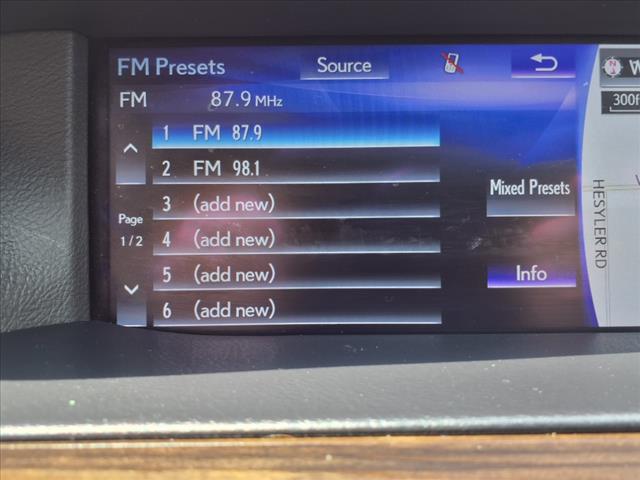 FM Presets Source
FM 87.9 MHz
1 FM 87.9
2 FM 98.1
3 (add new)
4 (add new)
5 (add new)
6 (add new)
Page
1/2
Mixed Presets
Info
N
300f
HESYLER RD